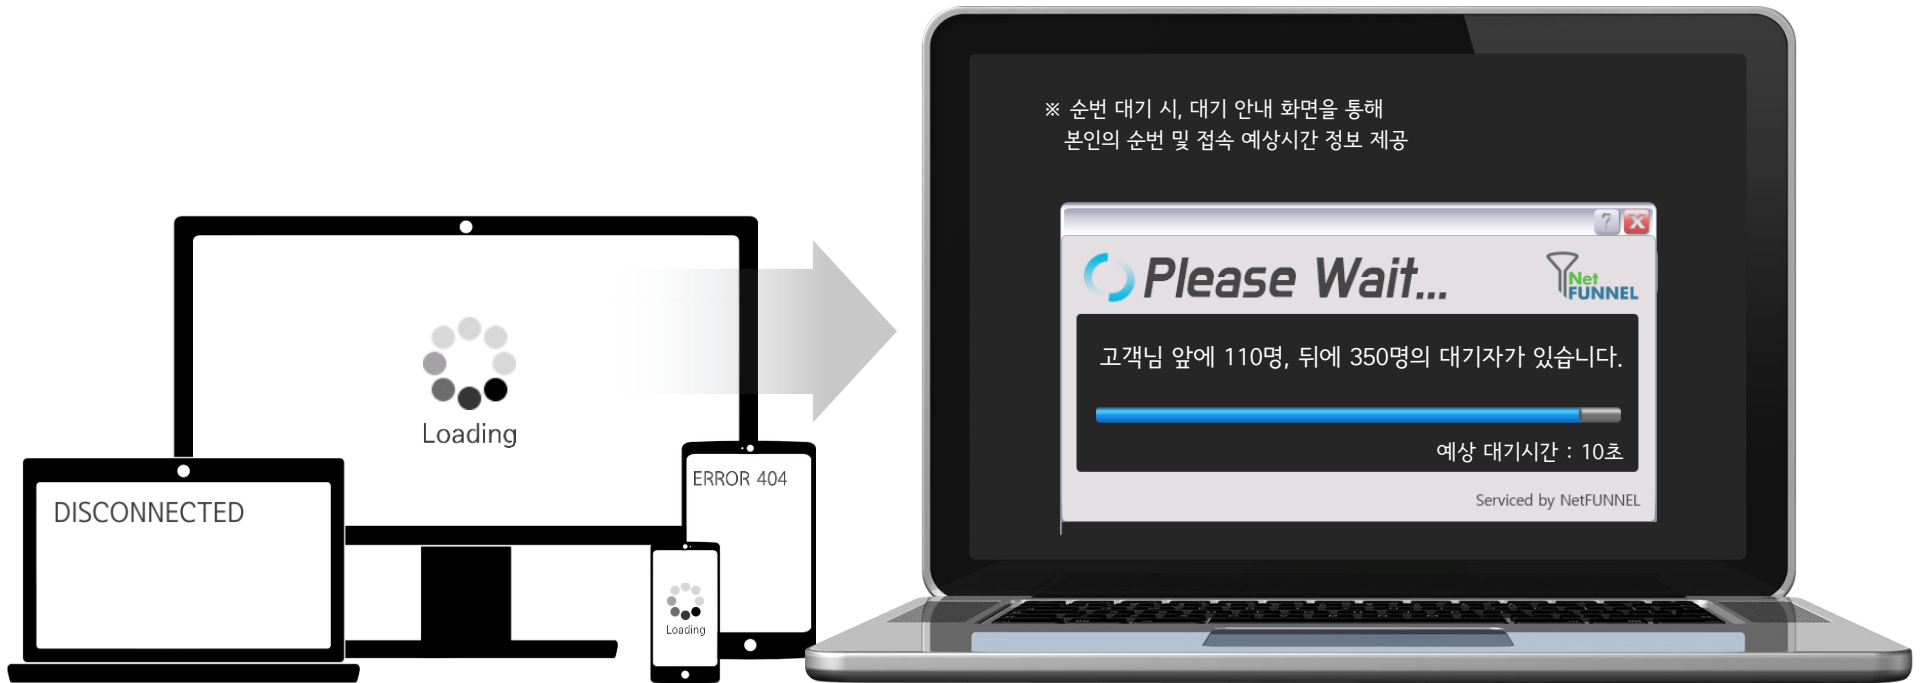 Loading
DISCONNECTED
ERROR 404
Loading
※ 순번 대기 시, 대기 안내 화면을 통해
본인의 순번 및 접속 예상시간 정보 제공
?
X
Please Wait...
Net
FUNNEL
고객님 앞에 110명, 뒤에 350명의 대기자가 있습니다.
예상 대기시간 : 10초
Serviced by NetFUNNEL